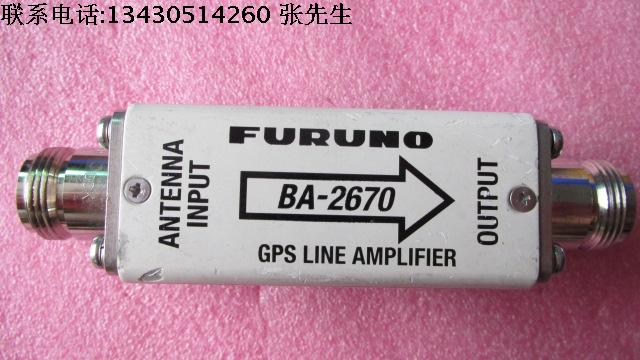 联系电话:13430514260 张先生
FURUNO
ANTENNA
INPUT
BA-2670
OUTPUT
GPS LINE AMPLIFIER